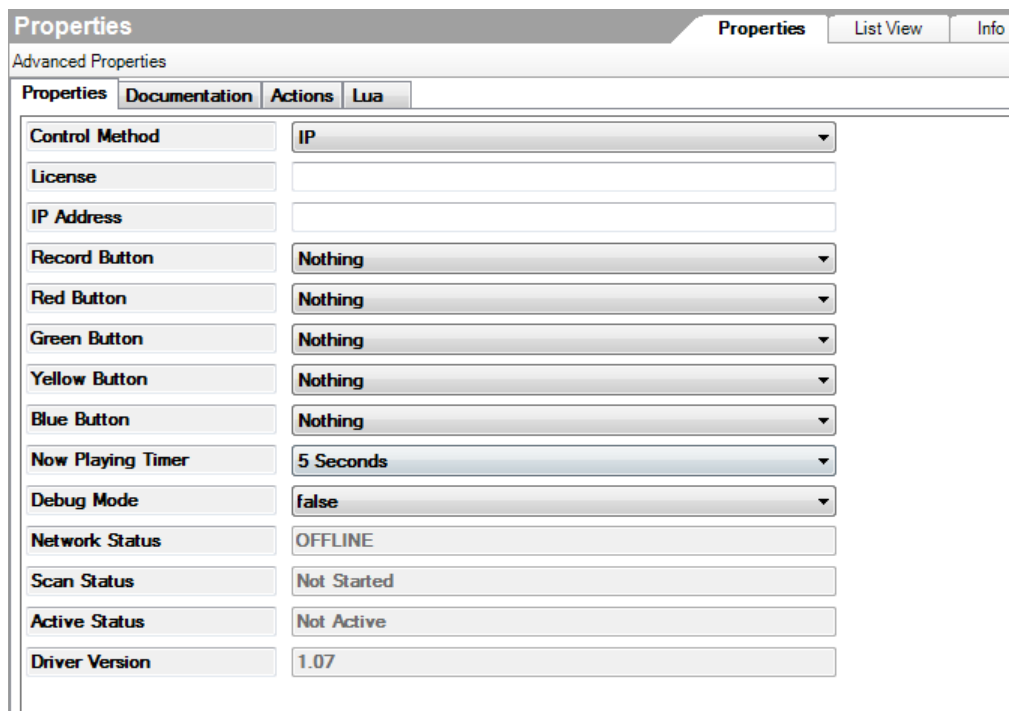 Properties Properties List View Info
Advanced Properties
Properties Documentation Actions Lua
Control Method IP
License
IP Address
Record Button Nothing
Red Button Nothing
Green Button Nothing
Yellow Button Nothing
Blue Button Nothing
Now Playing Timer 5 Seconds
Debug Mode false
Network Status OFFLINE
Scan Status Not Started
Active Status Not Active
Driver Version 1.07